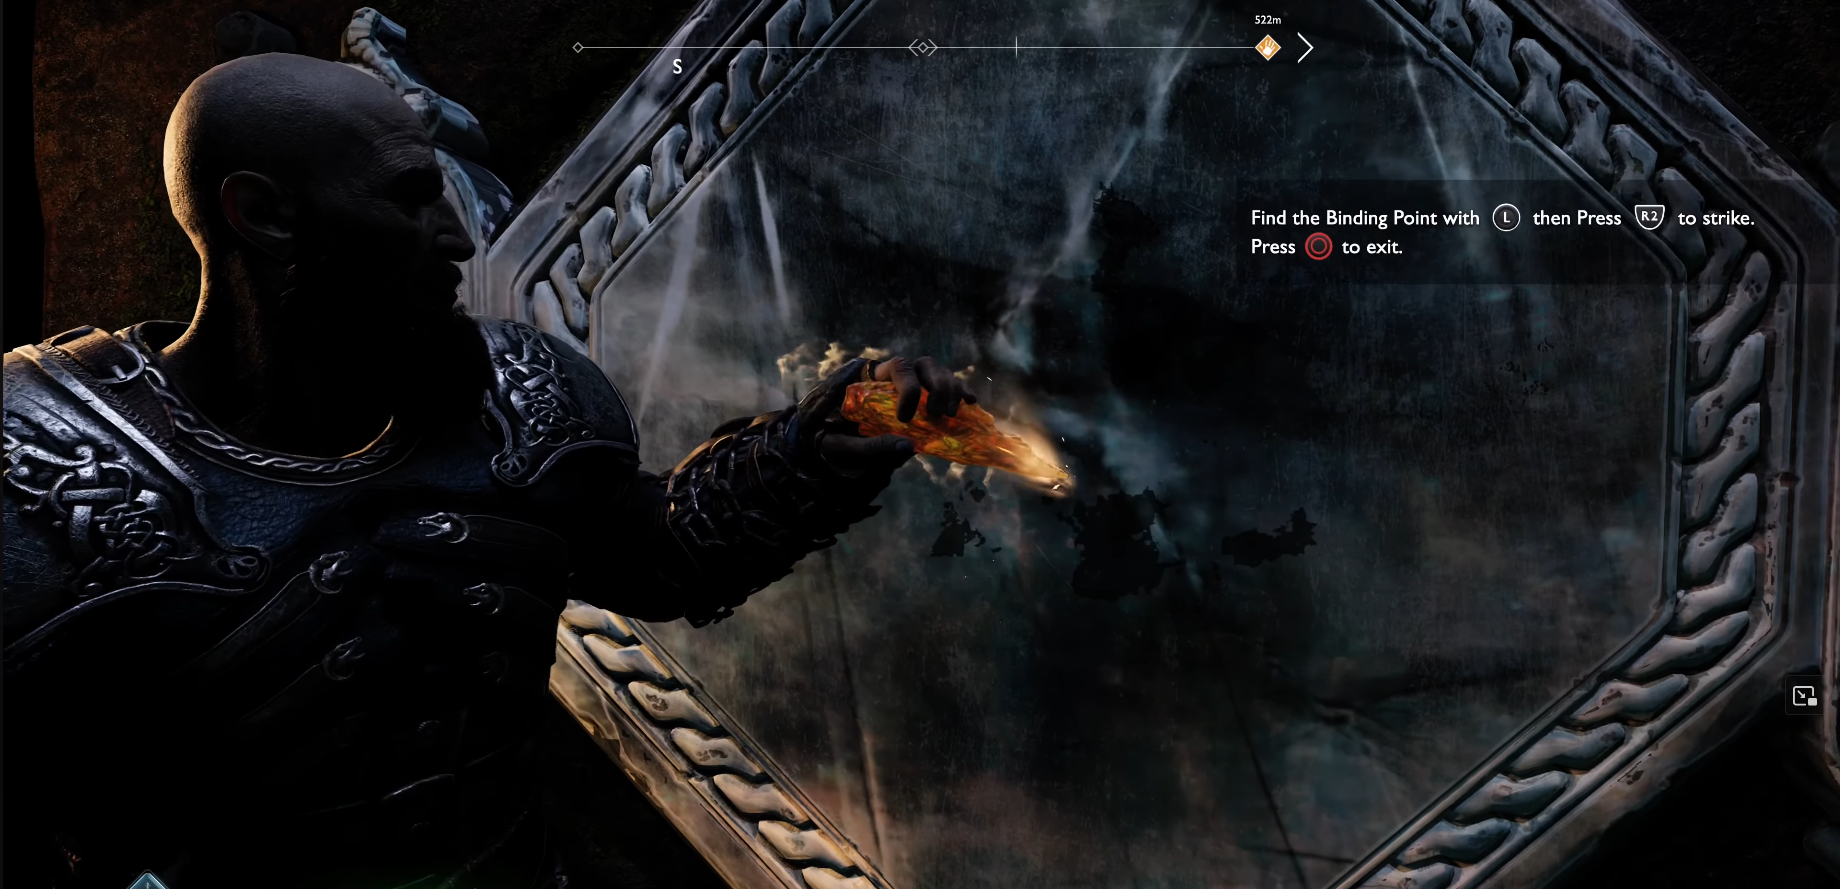 522m
S
Find the Binding Point with L then Press R2 to strike.
Press to exit.